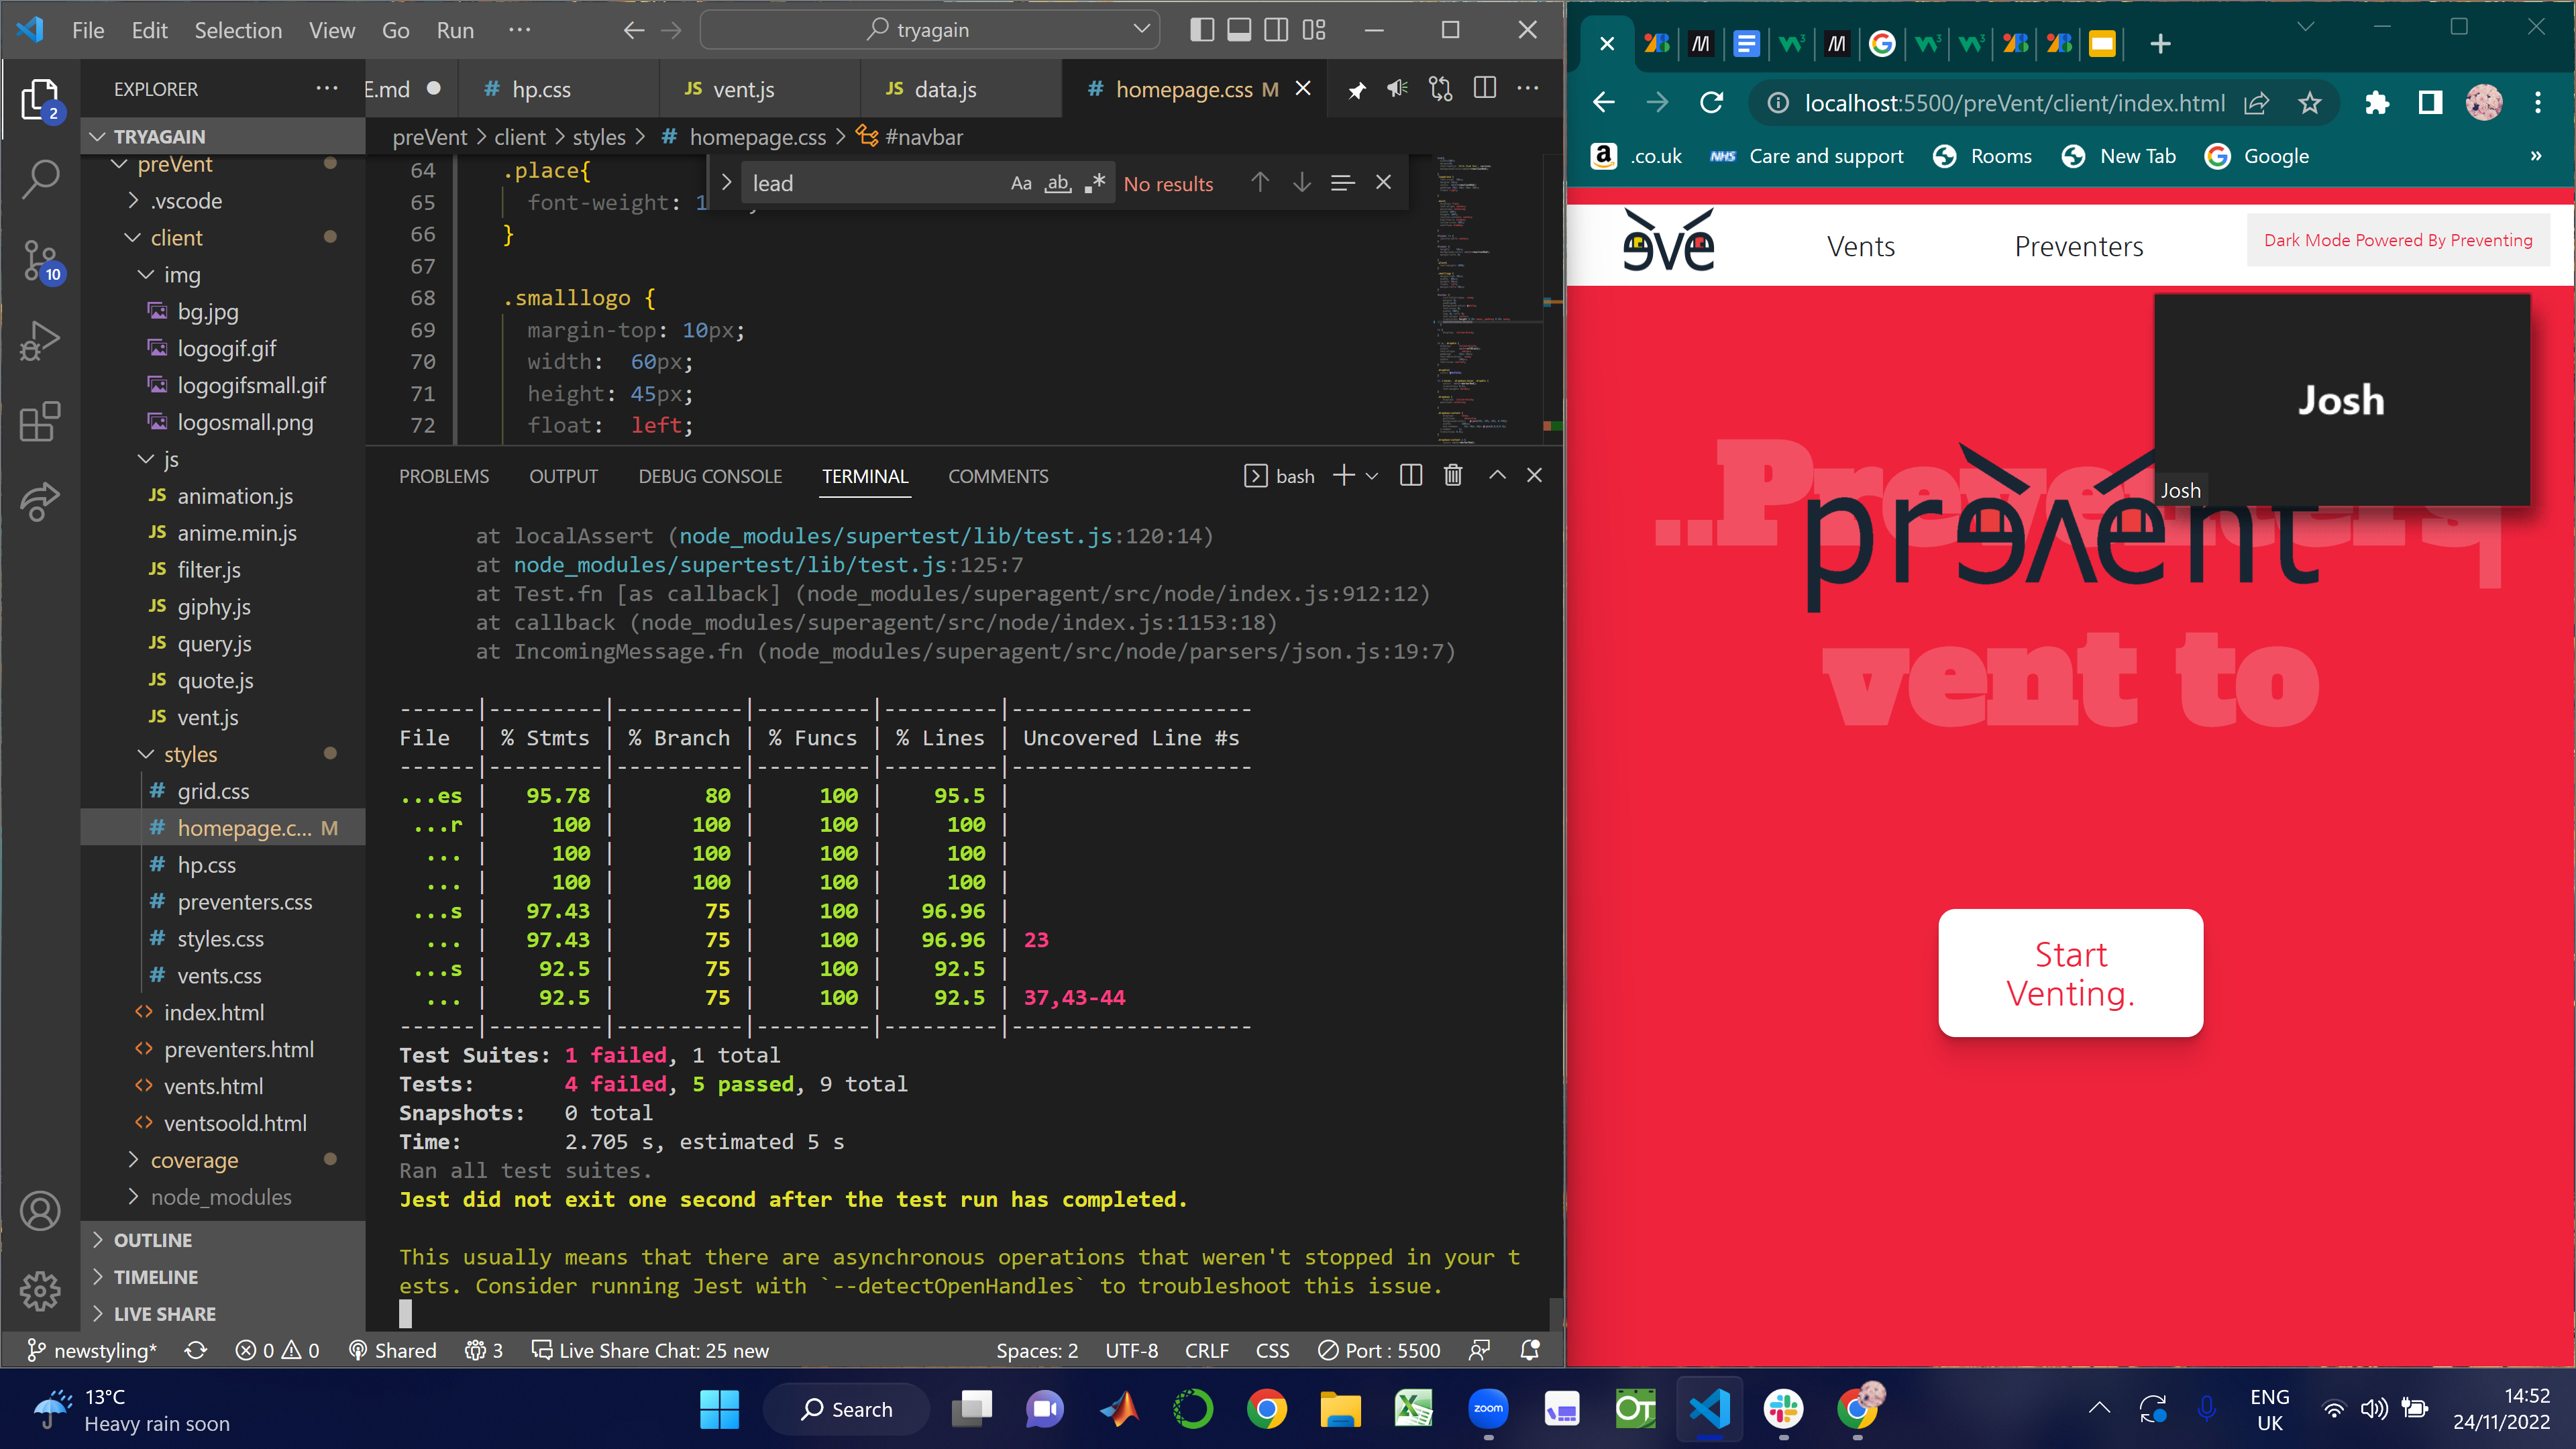 File Edit Selection View Go Run ··· tryagain
EXPLORER
TRYAGAIN
preVent
.vscode
client
img
bg.jpg
logogif.gif
logogifsmall.gif
logosmall.png
js
JS animation.js
JS anime.min.js
JS filter.js
JS giphy.js
JS query.js
JS quote.js
JS vent.js
styles
# grid.css
# homepage.c... M
# hp.css
# preventers.css
# styles.css
# vents.css
<> index.html
<> preventers.html
<> vents.html
<> ventsoold.html
coverage
node_modules
OUTLINE
TIMELINE
LIVE SHARE
2
10
E.md # hp.css JS vent.js JS data.js # homepage.css M
preVent > client > styles > # homepage.css > #navbar
lead Aa ab No results
64 .place{
65 font-weight: 1
66 }
67
68 .smalllogo {
69 margin-top: 10px;
70 width: 60px;
71 height: 45px;
72 float: left;
PROBLEMS OUTPUT DEBUG CONSOLE TERMINAL COMMENTS bash
at localAssert (node_modules/supertest/lib/test.js:120:14)
at node_modules/supertest/lib/test.js:125:7
at Test.fn [as callback] (node_modules/superagent/src/node/index.js:912:12)
at callback (node_modules/superagent/src/node/index.js:1153:18)
at IncomingMessage.fn (node_modules/superagent/src/node/parsers/json.js:19:7)
------|---------|----------|---------|---------|-------------------
File | % Stmts | % Branch | % Funcs | % Lines | Uncovered Line #s
------|---------|----------|---------|---------|-------------------
...es | 95.78 | 80 | 100 | 95.5 |
...r | 100 | 100 | 100 | 100 |
... | 100 | 100 | 100 | 100 |
... | 100 | 100 | 100 | 100 |
...s | 97.43 | 75 | 100 | 96.96 |
... | 97.43 | 75 | 100 | 96.96 | 23
...s | 92.5 | 75 | 100 | 92.5 |
... | 92.5 | 75 | 100 | 92.5 | 37,43-44
------|---------|----------|---------|---------|-------------------
Test Suites: 1 failed, 1 total
Tests: 4 failed, 5 passed, 9 total
Snapshots: 0 total
Time: 2.705 s, estimated 5 s
Ran all test suites.
Jest did not exit one second after the test run has completed.
This usually means that there are asynchronous operations that weren't stopped in your t
ests. Consider running Jest with `--detectOpenHandles` to troubleshoot this issue.
newstyling* 0 0 Shared 3 Live Share Chat: 25 new Spaces: 2 UTF-8 CRLF CSS Port : 5500
localhost:5500/preVent/client/index.html
.co.uk NHS Care and support Rooms New Tab Google »
eve Vents Preventers Dark Mode Powered By Preventing
Josh
Josh
prevent
vent to
Start
Venting.
13°C
Heavy rain soon
Search
zoom
ENG
UK
14:52
24/11/2022